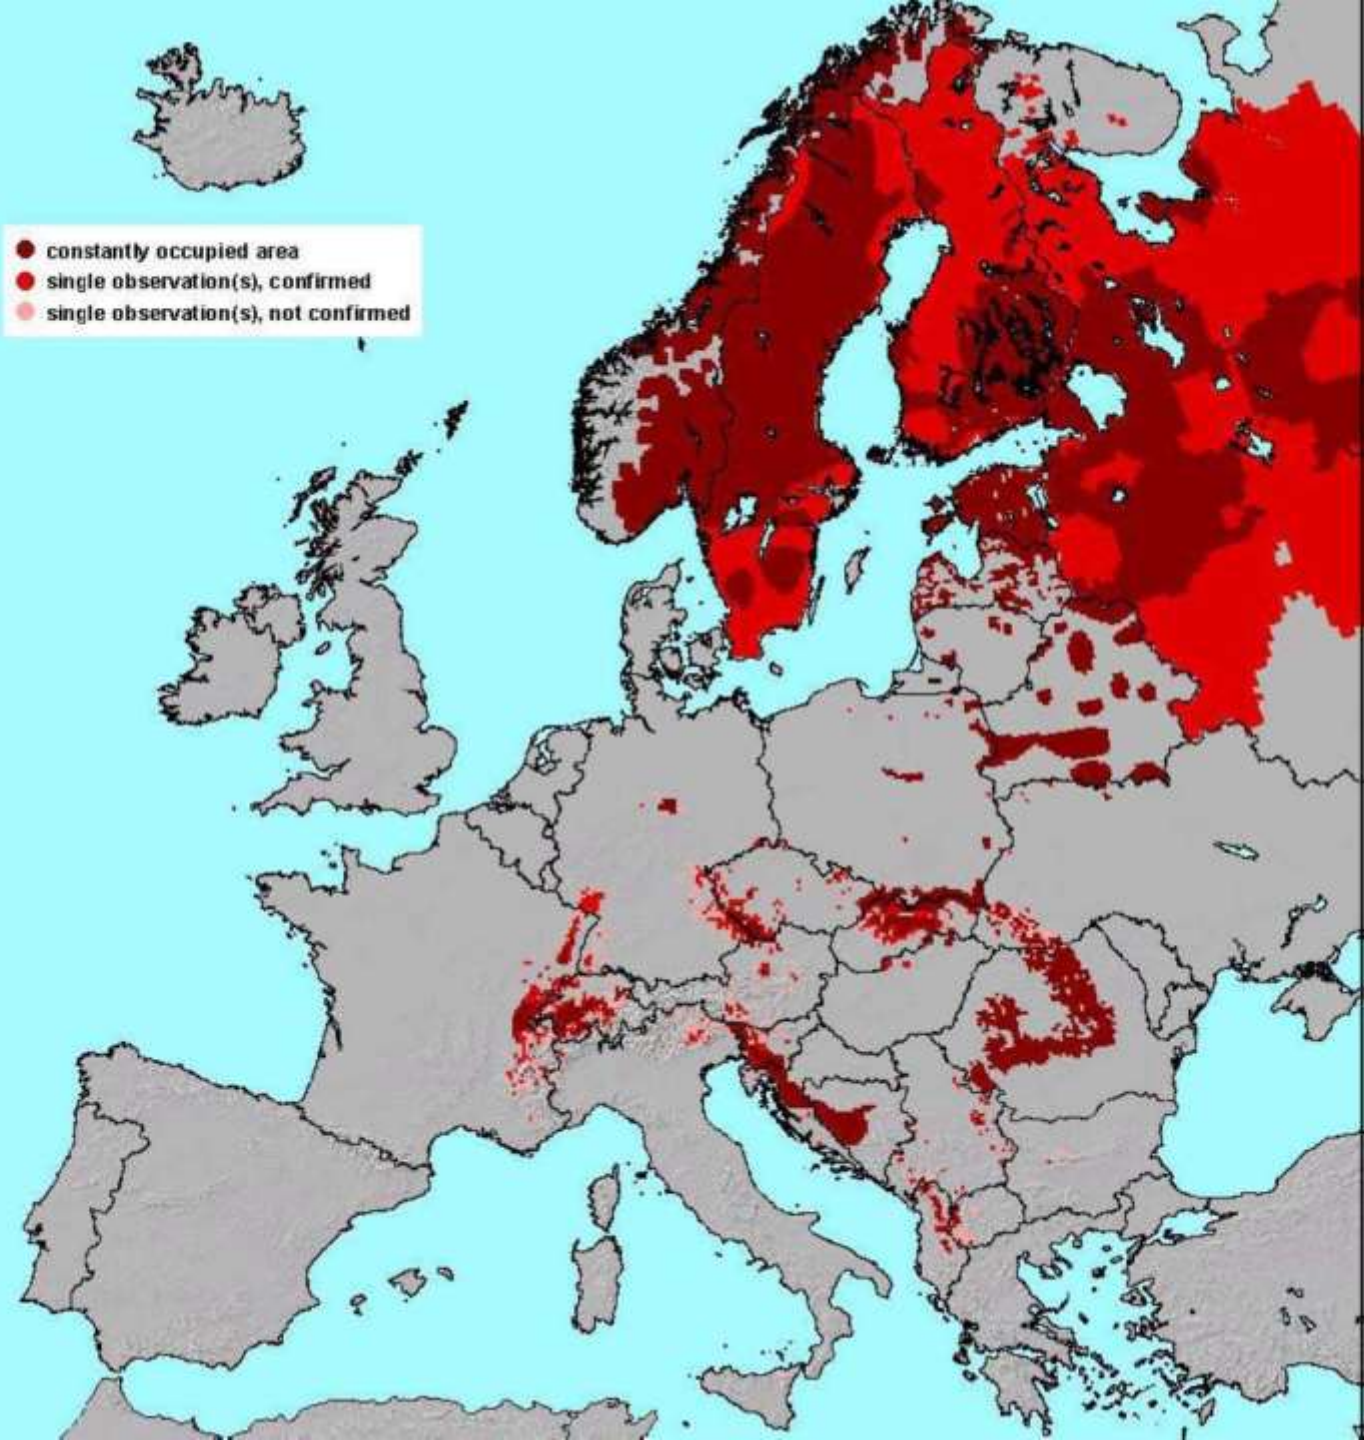 constantly occupied area
single observation(s), confirmed
single observation(s), not confirmed